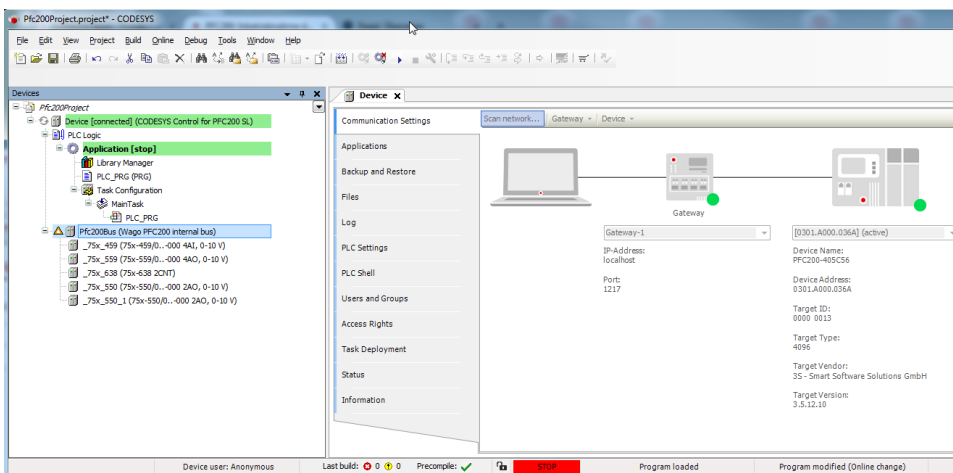 Pfc200Project.project* - CODESYS
File Edit View Project Build Online Debug Tools Window Help
Devices
Pfc200Project
Device [connected] (CODESYS Control for PFC200 SL)
PLC Logic
Application [stop]
Library Manager
PLC_PRG (PRG)
Task Configuration
MainTask
PLC_PRG
Pfc200Bus (Wago PFC200 internal bus)
_75x_459 (75x-459/0..-000 4AI, 0-10 V)
_75x_559 (75x-559/0..-000 4AO, 0-10 V)
_75x_638 (75x-638 2CNT)
_75x_550 (75x-550/0..-000 2AO, 0-10 V)
_75x_550_1 (75x-550/0..-000 2AO, 0-10 V)
Device
Communication Settings
Applications
Backup and Restore
Files
Log
PLC Settings
PLC Shell
Users and Groups
Access Rights
Task Deployment
Status
Information
Scan network... Gateway Device
Gateway
Gateway-1
IP-Address:
localhost
Port:
1217
[0301.A000.036A] (active)
Device Name:
PFC200-405C56
Device Address:
0301.A000.036A
Target ID:
0000 0013
Target Type:
4096
Target Vendor:
3S - Smart Software Solutions GmbH
Target Version:
3.5.12.10
Device user: Anonymous Last build: 0 0 Precompile: STOP Program loaded Program modified (Online change)